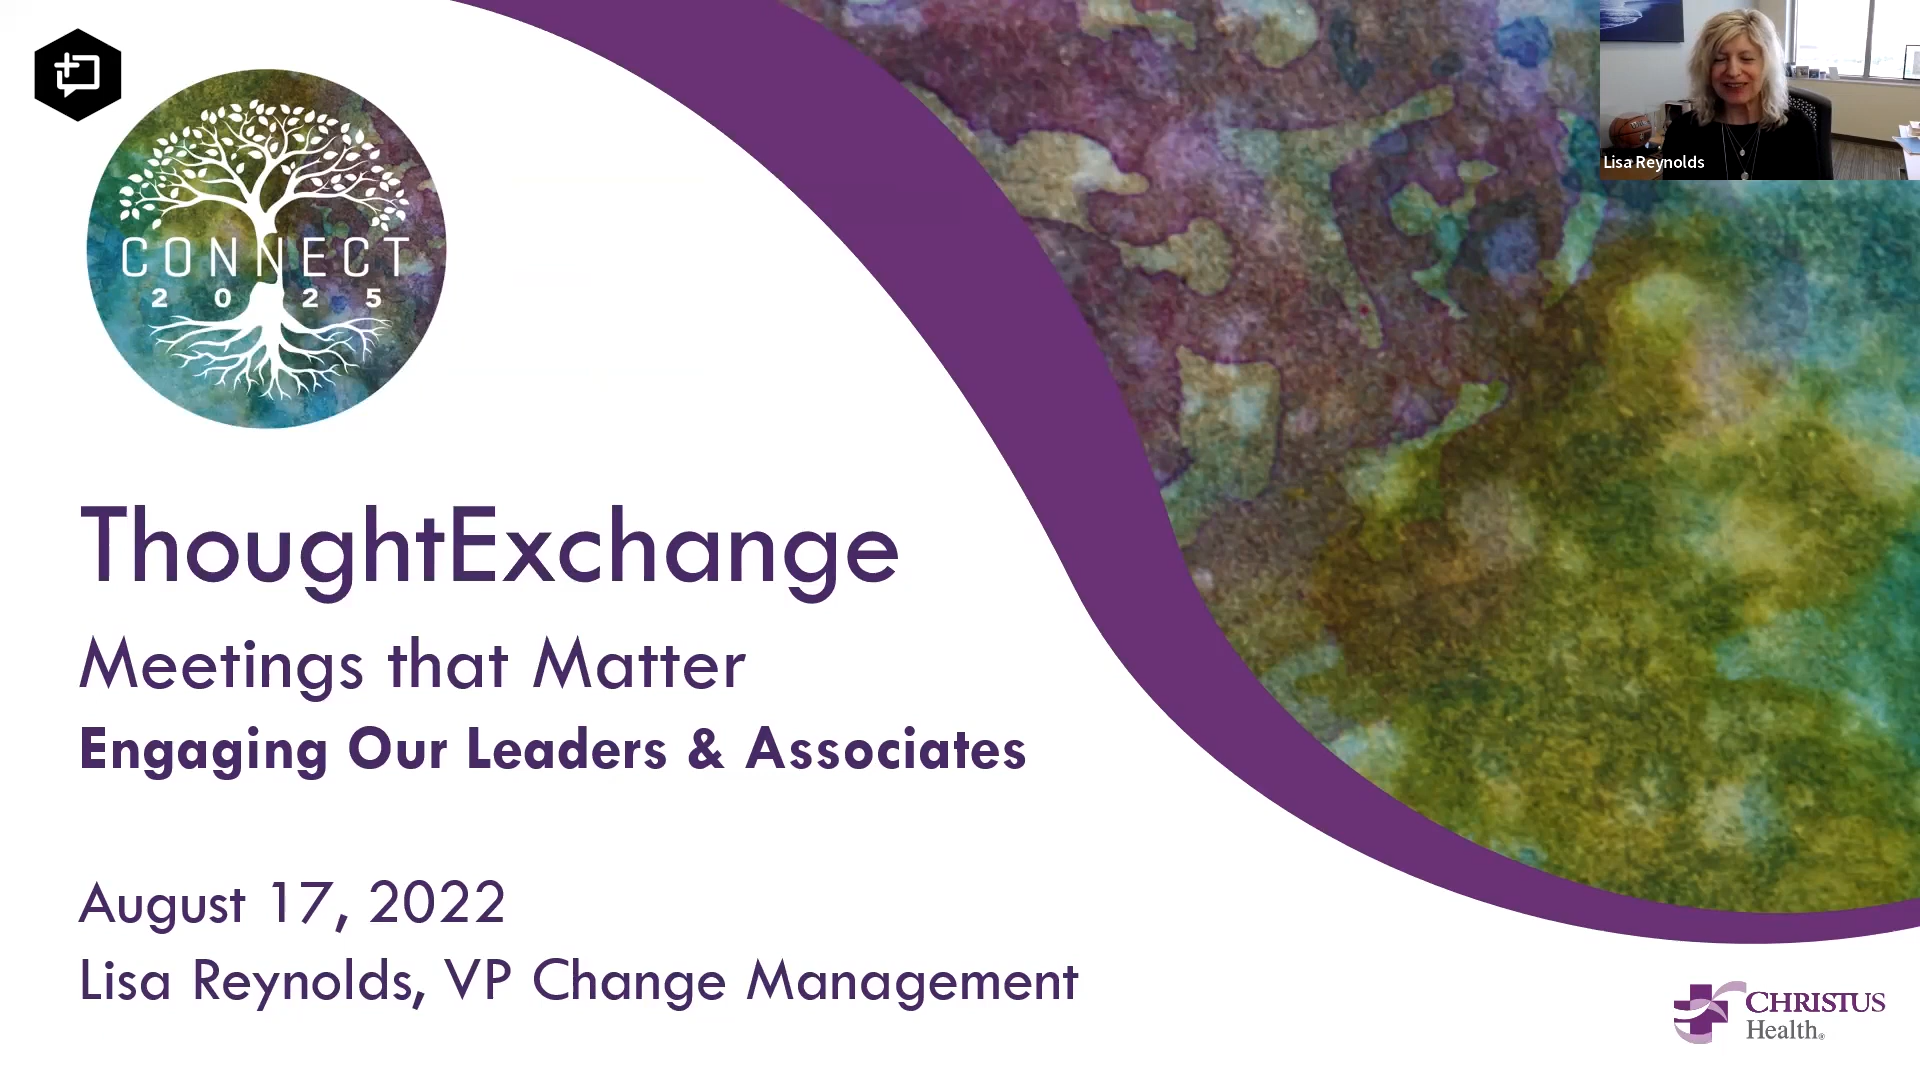 Lisa Reynolds
CONNECT
2025
ThoughtExchange
Meetings that Matter
Engaging Our Leaders & Associates
August 17, 2022
Lisa Reynolds, VP Change Management
CHRISTUS
Health®